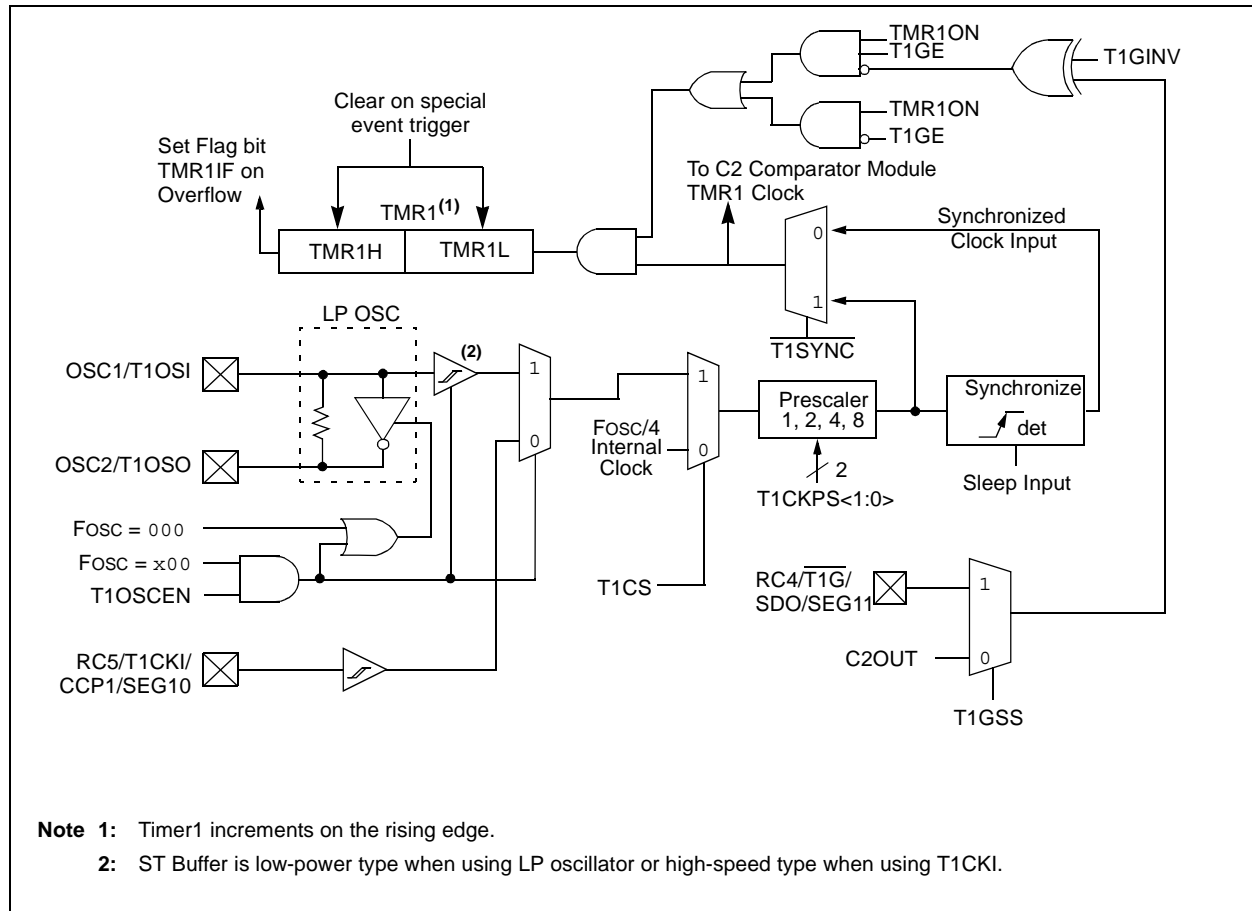 TMR1ON
T1GE
T1GINV
TMR1ON
T1GE
Clear on special
event trigger
Set Flag bit
TMR1IF on
Overflow
To C2 Comparator Module
TMR1 Clock
TMR1(1)
TMR1H
TMR1L
0
1
Synchronized
Clock Input
T1SYNC
LP OSC
(2)
OSC1/T1OSI
OSC2/T1OSO
1
0
1
0
FOSC/4
Internal
Clock
Prescaler
1, 2, 4, 8
2
T1CKPS<1:0>
Synchronize
det
Sleep Input
FOSC = 000
FOSC = x00
T1OSCEN
T1CS
RC4/T1G/
SDO/SEG11
1
0
C2OUT
T1GSS
RC5/T1CKI/
CCP1/SEG10
Note 1: Timer1 increments on the rising edge.
2: ST Buffer is low-power type when using LP oscillator or high-speed type when using T1CKI.